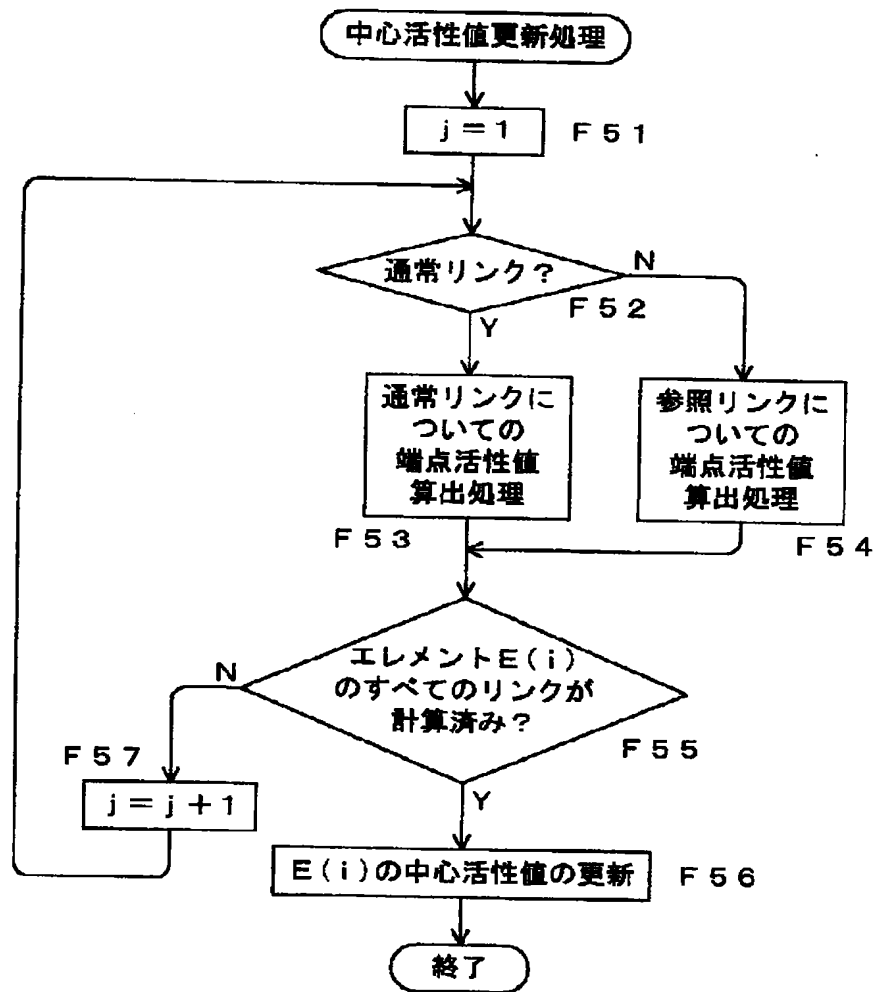 中心活性値更新処理
j=1
F51
通常リンク?
N
F52
Y
通常リンクに
ついての
端点活性値
算出処理
F53
参照リンクに
ついての
端点活性値
算出処理
F54
エレメントE(i)
のすべてのリンクが
計算済み?
N
F55
F57
j=j+1
Y
E(i)の中心活性値の更新
F56
終了